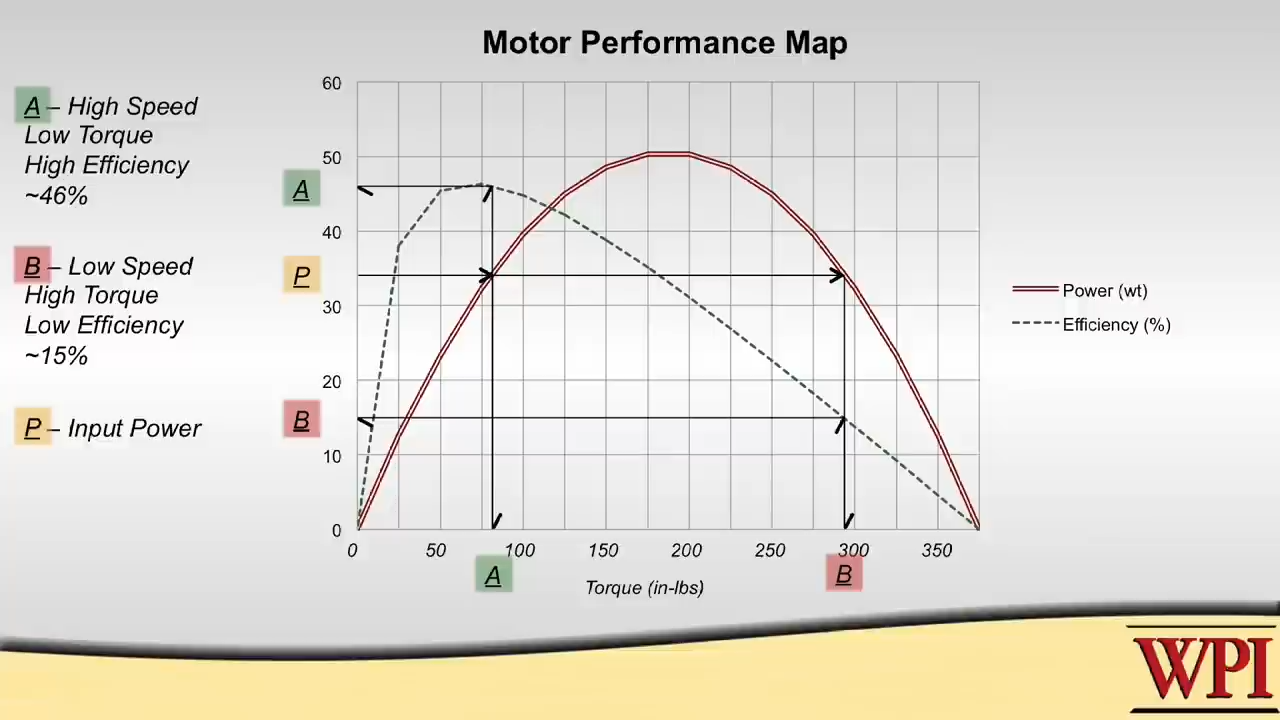 Motor Performance Map
A – High Speed
Low Torque
High Efficiency
~46%
B – Low Speed
High Torque
Low Efficiency
~15%
P – Input Power
60
50
40
30
20
10
0
A
P
B
0 50 100 150 200 250 300 350
A B
Torque (in-lbs)
Power (wt)
Efficiency (%)
WPI